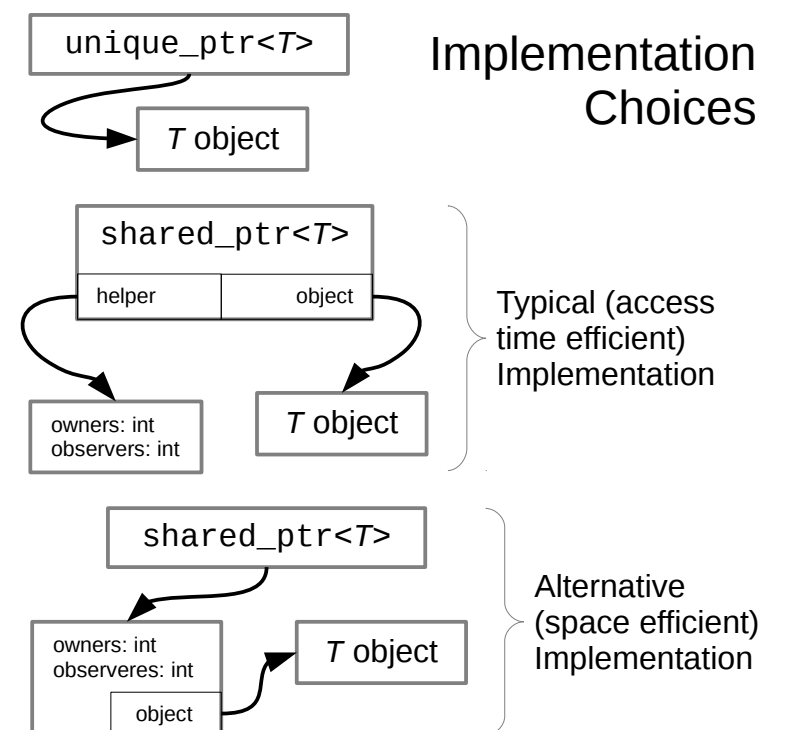 unique_ptr<T>
Implementation
Choices
T object
shared_ptr<T>
helper
object
Typical (access
time efficient)
Implementation
owners: int
observers: int
T object
shared_ptr<T>
Alternative
(space efficient)
Implementation
owners: int
observeres: int
T object
object